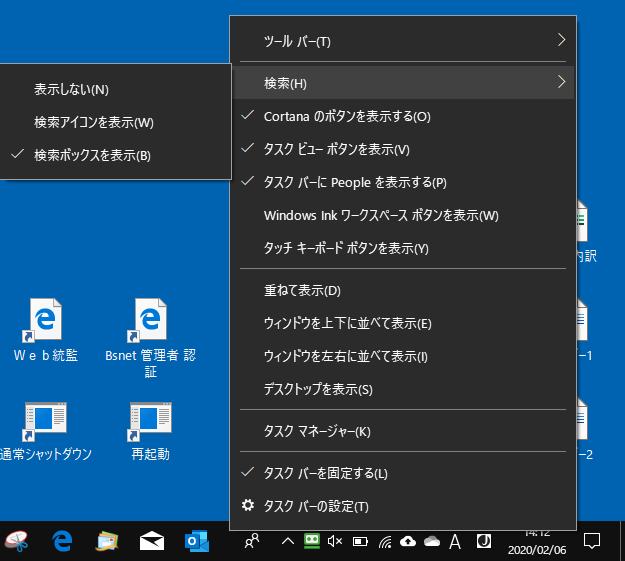 ツール バー(T)
検索(H)
表示しない(N)
検索アイコンを表示(W)
検索ボックスを表示(B)
Cortana のボタンを表示する(O)
タスク ビュー ボタンを表示(V)
タスク バーに People を表示する(P)
Windows Ink ワークスペース ボタンを表示(W)
タッチ キーボード ボタンを表示(Y)
重ねて表示(D)
ウィンドウを上下に並べて表示(E)
ウィンドウを左右に並べて表示(I)
デスクトップを表示(S)
タスク マネージャー(K)
タスク バーを固定する(L)
タスク バーの設定(T)
内訳
Ｗｅｂ統監
Bsnet 管理者 認
証
-1
通常シャットダウン
再起動
-2
A
J
14:12
2020/02/06